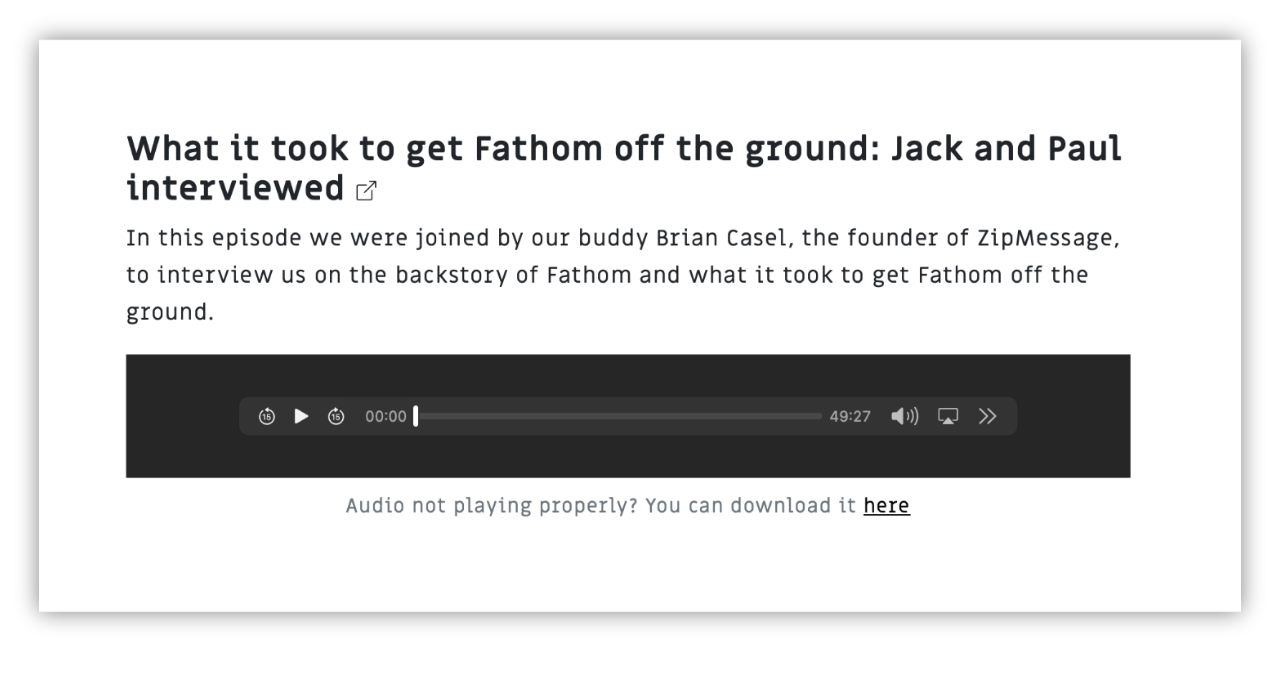 What it took to get Fathom off the ground: Jack and Paul
interviewed
In this episode we were joined by our buddy Brian Casel, the founder of ZipMessage,
to interview us on the backstory of Fathom and what it took to get Fathom off the
ground.
15 15 00:00 49:27
Audio not playing properly? You can download it here